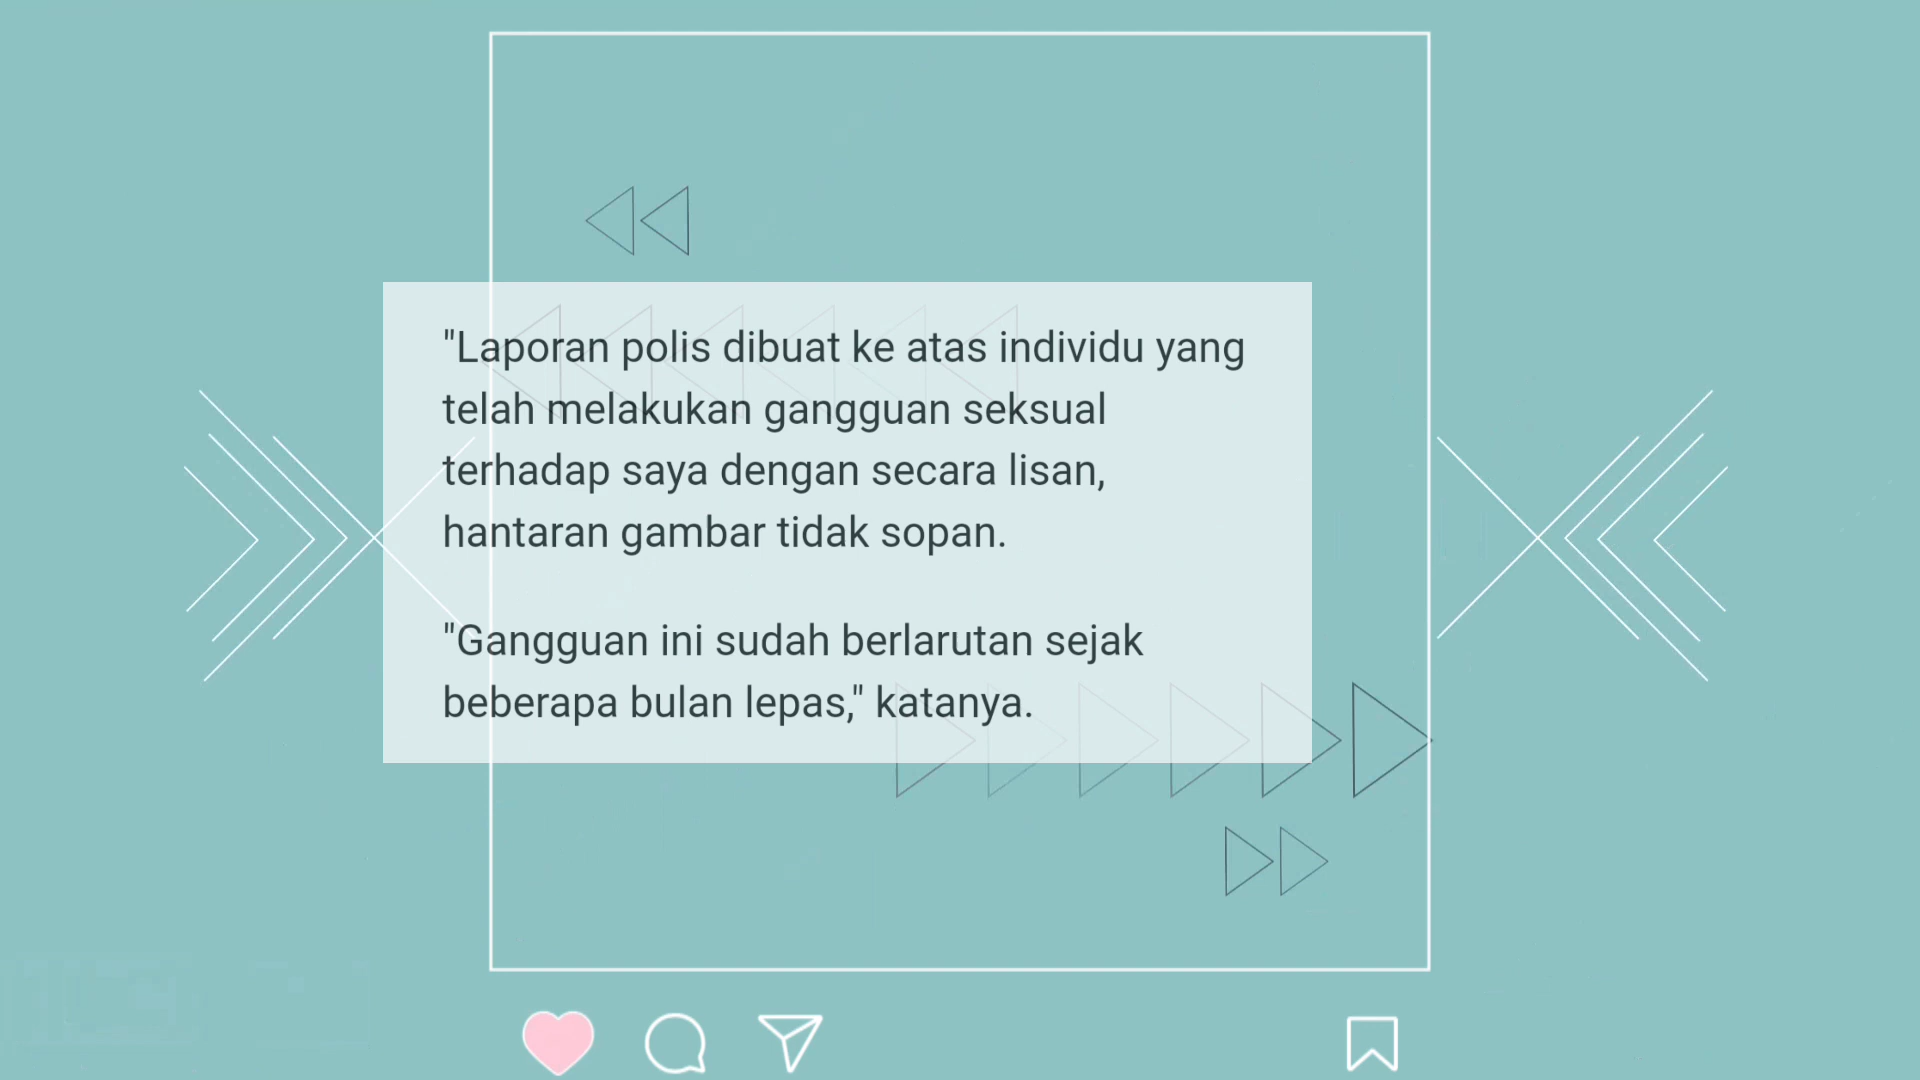 "Laporan polis dibuat ke atas individu yang
telah melakukan gangguan seksual
terhadap saya dengan secara lisan,
hantaran gambar tidak sopan.
"Gangguan ini sudah berlarutan sejak
beberapa bulan lepas," katanya.